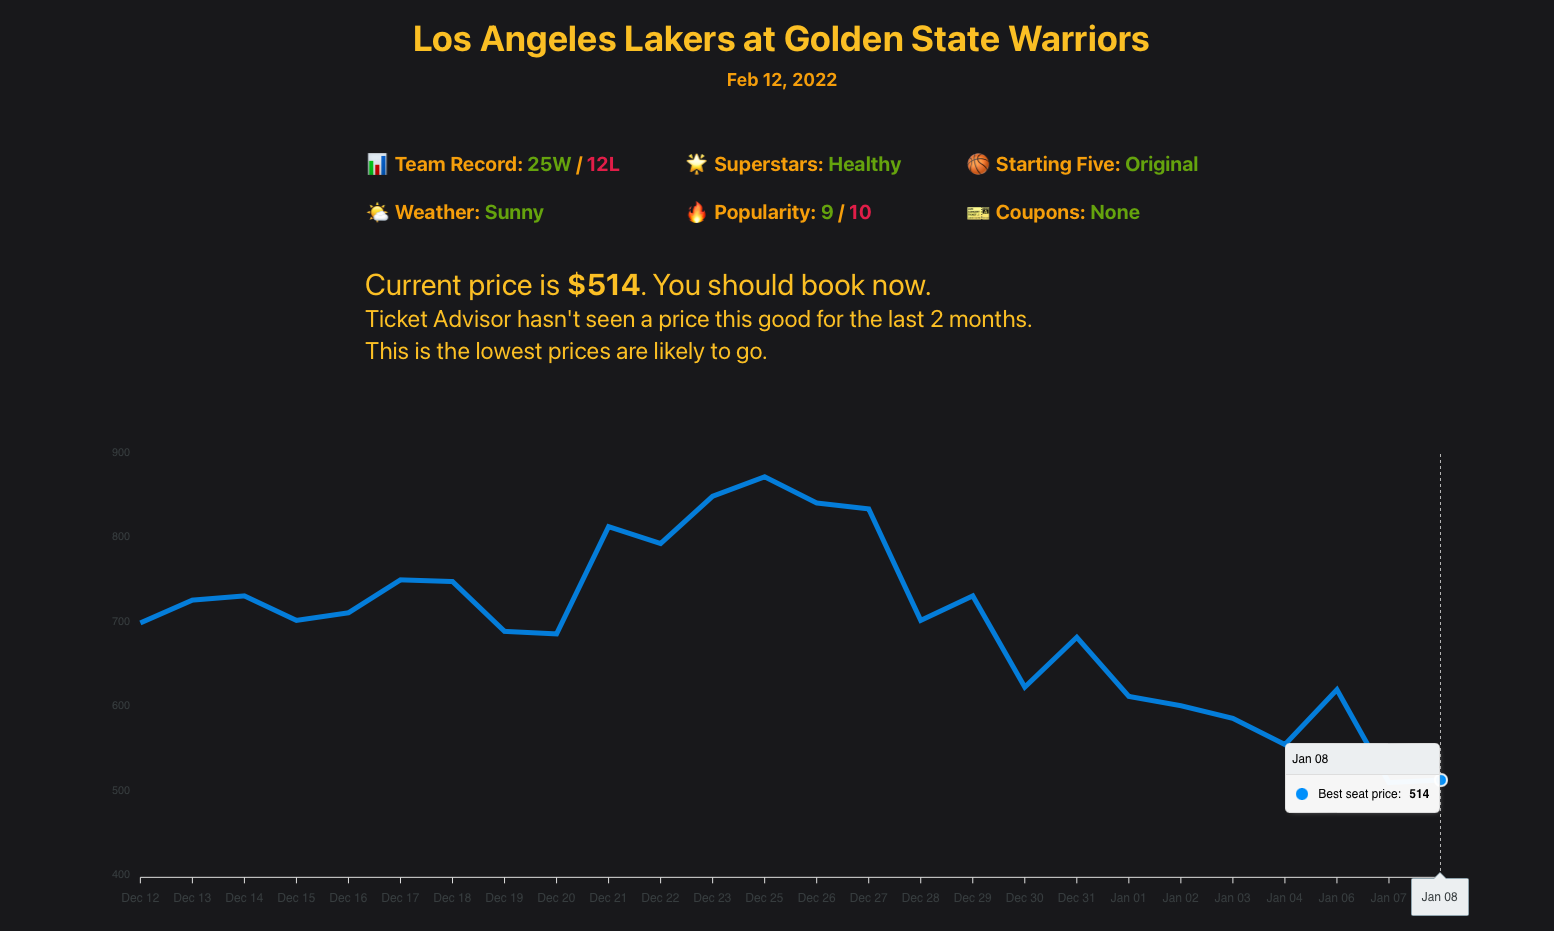 Los Angeles Lakers at Golden State Warriors
Feb 12, 2022
Team Record: 25W / 12L Superstars: Healthy Starting Five: Original
Weather: Sunny Popularity: 9 / 10 Coupons: None
Current price is $514. You should book now.
Ticket Advisor hasn't seen a price this good for the last 2 months.
This is the lowest prices are likely to go.
900
800
700
600
500
400
Jan 08
Best seat price: 514
Dec 12 Dec 13 Dec 14 Dec 15 Dec 16 Dec 17 Dec 18 Dec 19 Dec 20 Dec 21 Dec 22 Dec 23 Dec 25 Dec 26 Dec 27 Dec 28 Dec 29 Dec 30 Dec 31 Jan 01 Jan 02 Jan 03 Jan 04 Jan 06 Jan 07 Jan 08